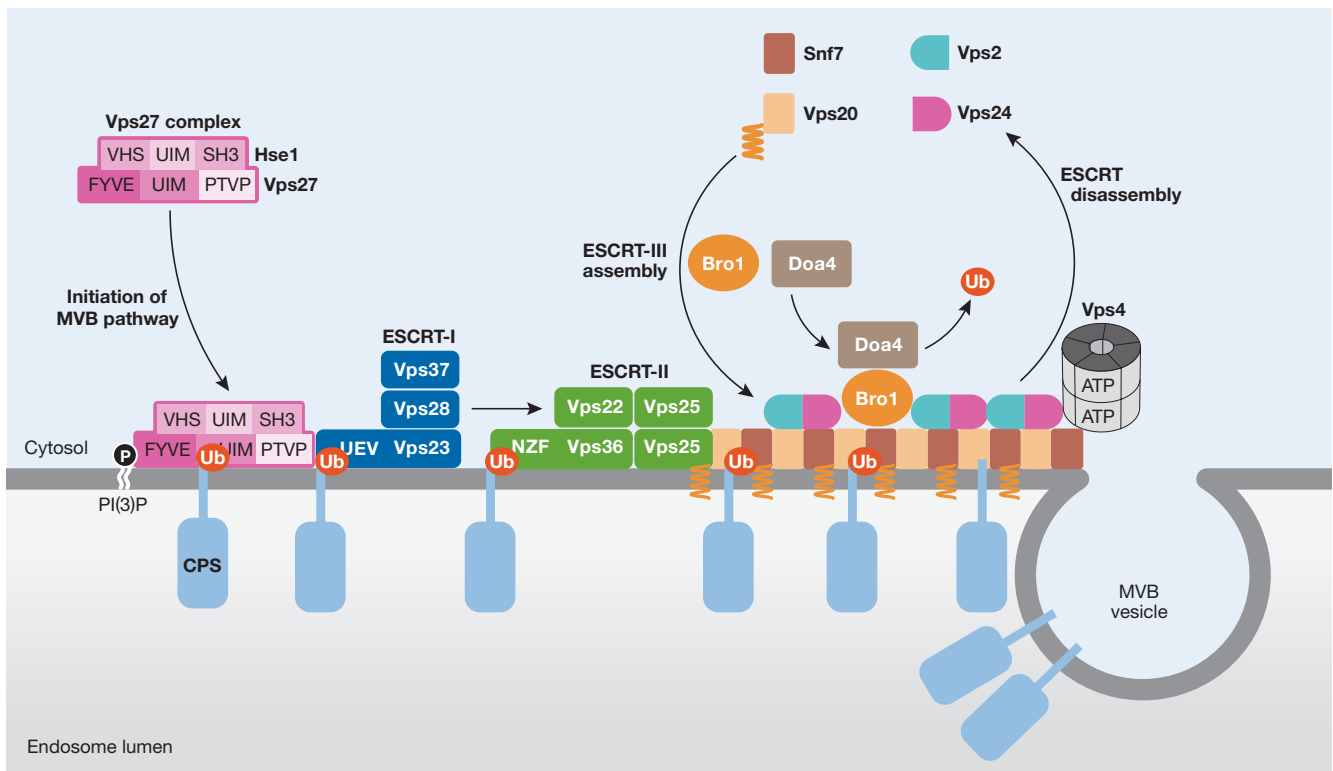 Snf7
Vps2
Vps20
Vps24
Vps27 complex
VHS UIM SH3 Hse1
FYVE UIM PTVP Vps27
ESCRT
disassembly
ESCRT-III
assembly
Bro1
Doa4
Ub
Initiation of
MVB pathway
Vps4
ATP
ATP
Doa4
Bro1
ESCRT-I
Vps37
Vps28
UEV Vps23
ESCRT-II
Vps22 Vps25
NZF Vps36 Vps25
VHS UIM SH3
FYVE UIM PTVP
Cytosol
P
Ub
Ub
Ub
Ub
Ub
PI(3)P
CPS
MVB
vesicle
Endosome lumen